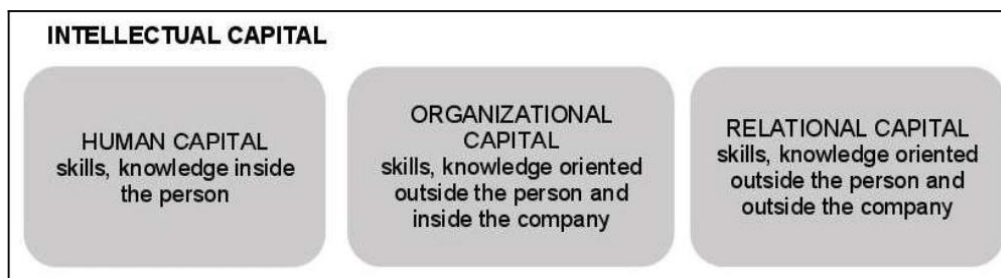 INTELLECTUAL CAPITAL
HUMAN CAPITAL
skills, knowledge inside
the person
ORGANIZATIONAL
CAPITAL
skills, knowledge oriented
outside the person and
inside the company
RELATIONAL CAPITAL
skills, knowledge oriented
outside the person and
outside the company